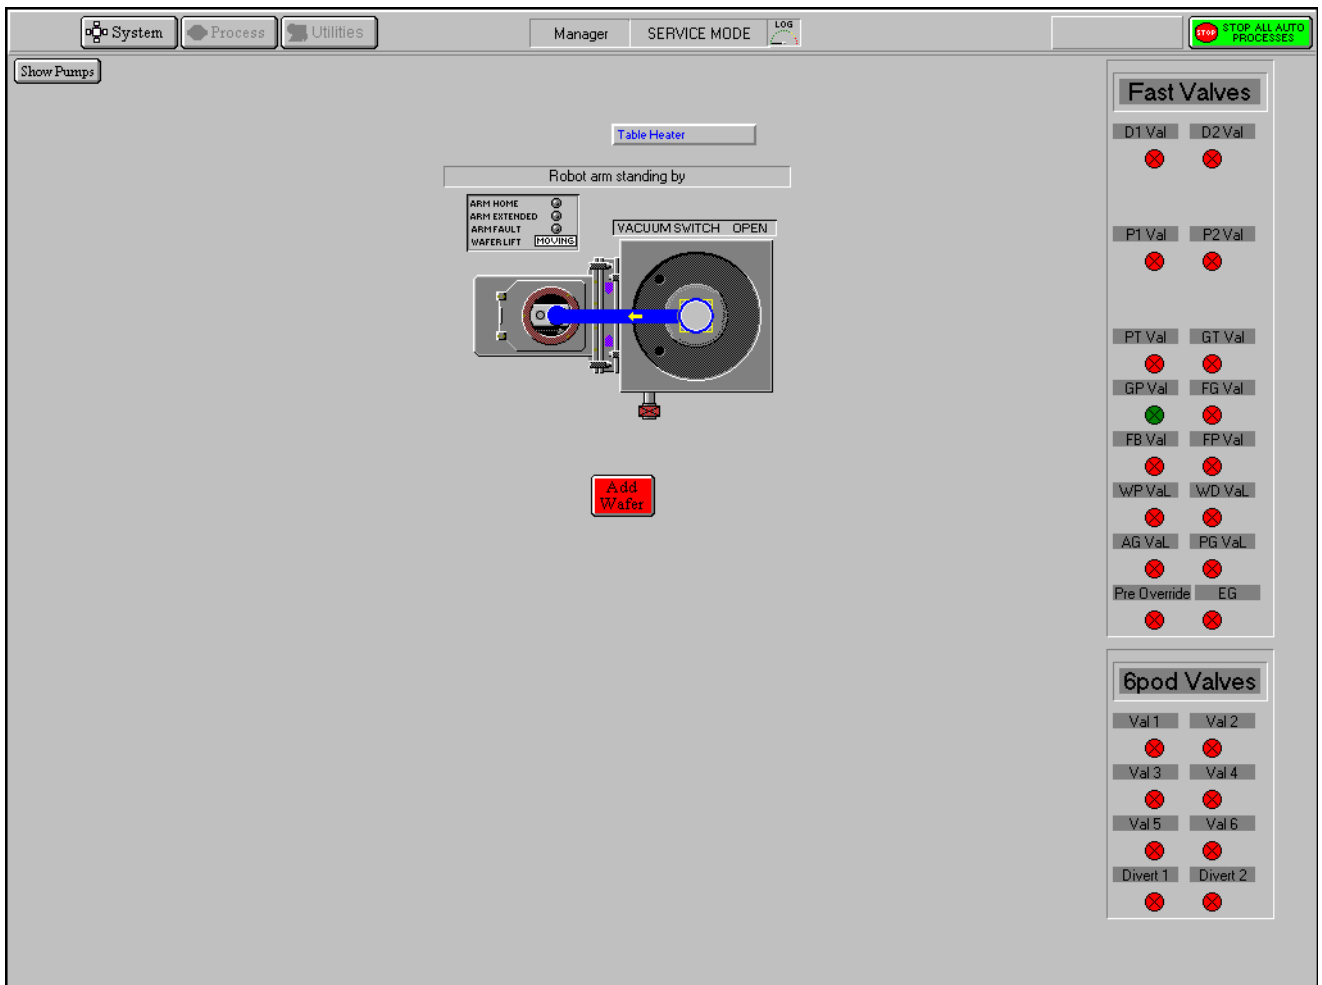 System Process Utilities Manager SERVICE MODE LOG STOP STOP ALL AUTO
PROCESSES
Show Pumps
Table Heater
Robot arm standing by
ARM HOME
ARM EXTENDED
ARM FAULT
WAFER LIFT MOVING
VACUUM SWITCH OPEN
Add
Wafer
Fast Valves
D1 Val D2 Val
P1 Val P2 Val
PT Val GT Val
GP Val FG Val
FB Val FP Val
WP VaL WD VaL
AG VaL PG VaL
Pre Override EG
6pod Valves
Val 1 Val 2
Val 3 Val 4
Val 5 Val 6
Divert 1 Divert 2